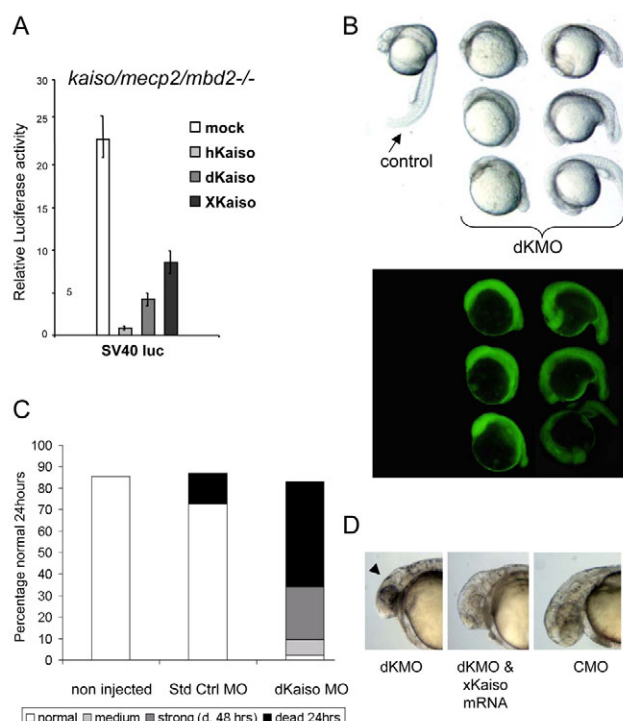 A
kaiso/mecp2/mbd2-/-
Relative Luciferase activity
30
25
20
15
10
5
0
mock
hKaiso
dKaiso
XKaiso
SV40 luc
B
control
dKMO
C
Percentage normal 24hours
100
90
80
70
60
50
40
30
20
10
0
non injected
Std Ctrl MO
dKaiso MO
normal medium strong (d. 48 hrs) dead 24hrs
D
dKMO
dKMO &
xKaiso
mRNA
CMO